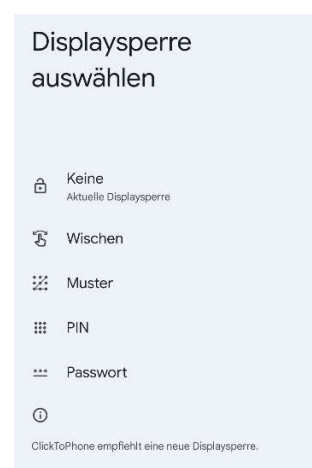 Displaysperre
auswählen
Keine
Aktuelle Displaysperre
Wischen
Muster
PIN
Passwort
ClickToPhone empfiehlt eine neue Displaysperre.